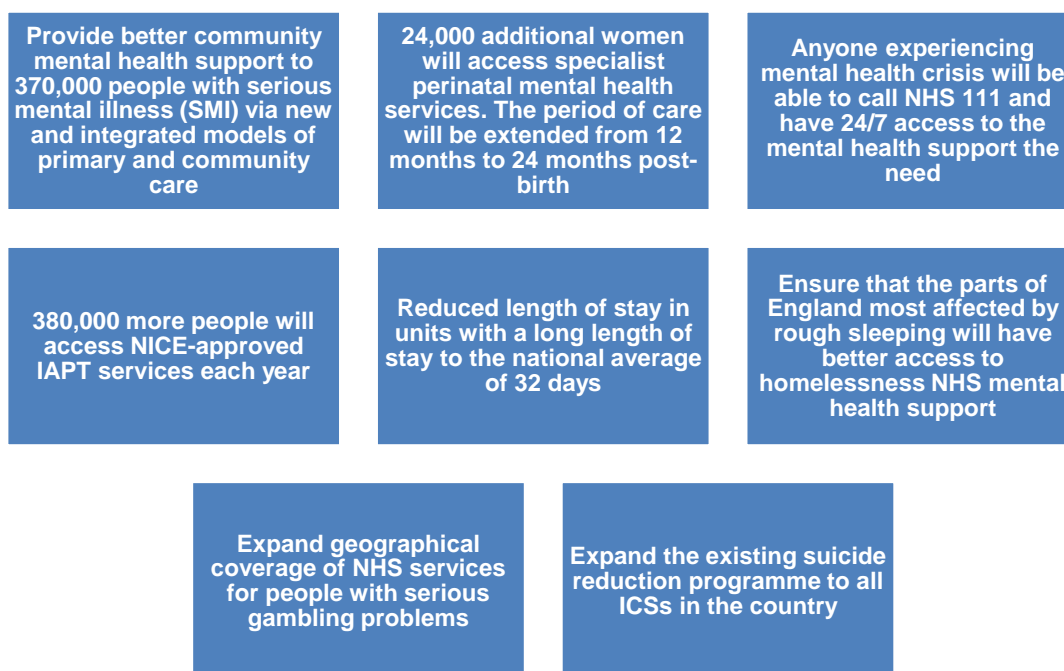 Provide better community
mental health support to
370,000 people with serious
mental illness (SMI) via new
and integrated models of
primary and community
care
24,000 additional women
will access specialist
perinatal mental health
services. The period of care
will be extended from 12
months to 24 months post-
birth
Anyone experiencing
mental health crisis will be
able to call NHS 111 and
have 24/7 access to the
mental health support the
need
380,000 more people will
access NICE-approved
IAPT services each year
Reduced length of stay in
units with a long length of
stay to the national average
of 32 days
Ensure that the parts of
England most affected by
rough sleeping will have
better access to
homelessness NHS mental
health support
Expand geographical
coverage of NHS services
for people with serious
gambling problems
Expand the existing suicide
reduction programme to all
ICSs in the country